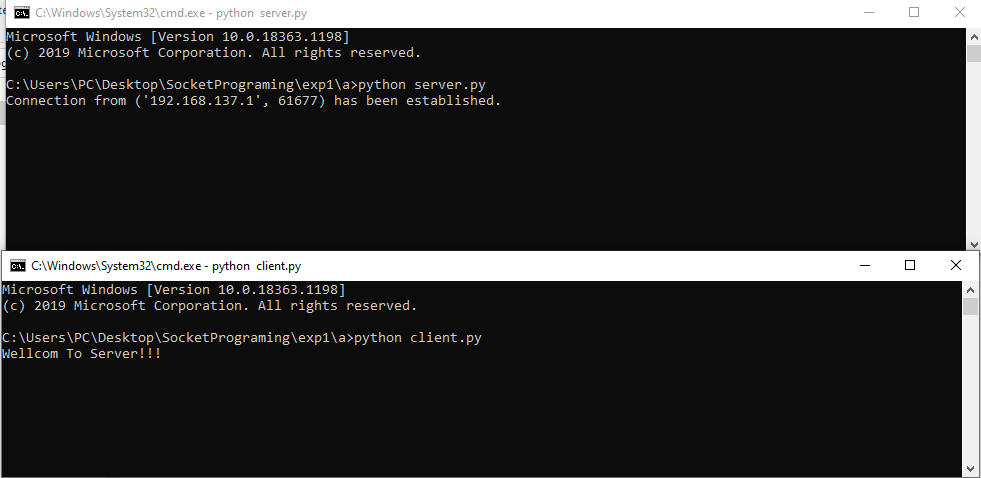 C:\Windows\System32\cmd.exe - python server.py
Microsoft Windows [Version 10.0.18363.1198]
(c) 2019 Microsoft Corporation. All rights reserved.
C:\Users\PC\Desktop\SocketPrograming\exp1\a>python server.py
Connection from ('192.168.137.1', 61677) has been established.
C:\Windows\System32\cmd.exe - python client.py
Microsoft Windows [Version 10.0.18363.1198]
(c) 2019 Microsoft Corporation. All rights reserved.
C:\Users\PC\Desktop\SocketPrograming\exp1\a>python client.py
Wellcom To Server!!!